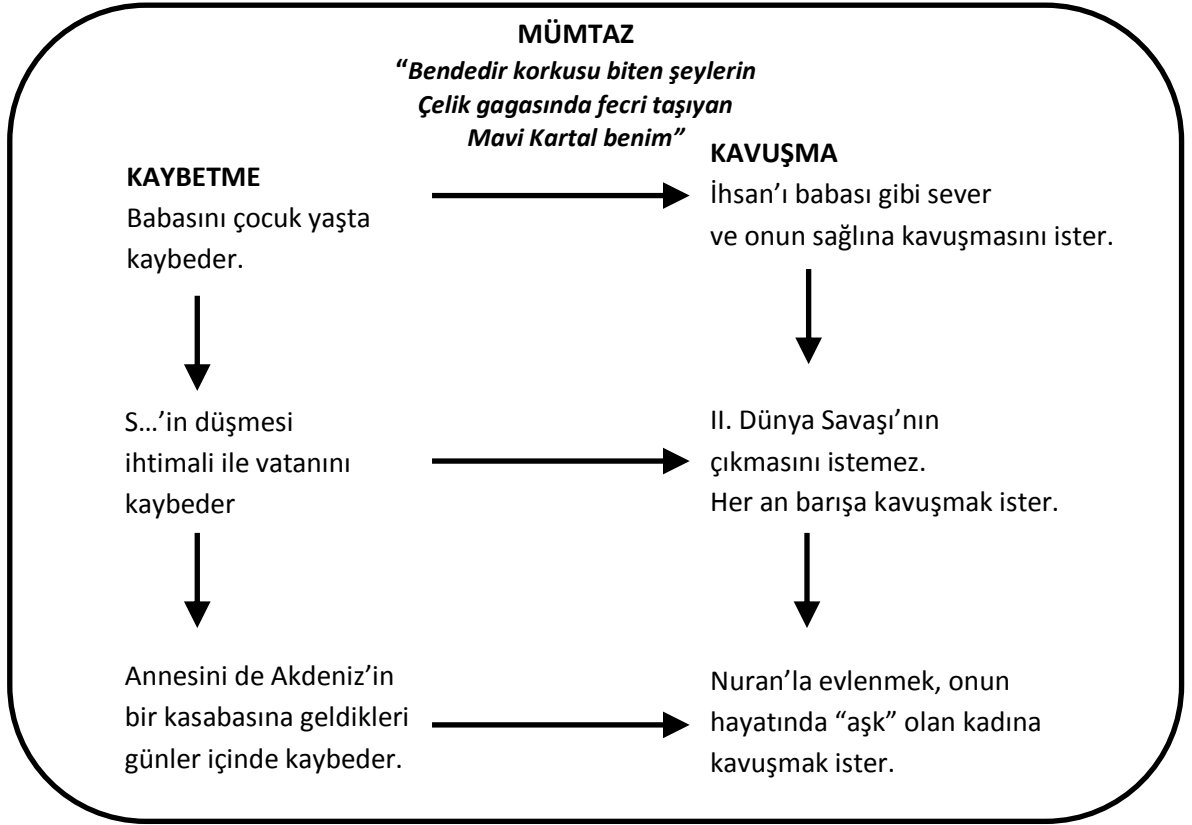 MÜMTAZ
“Bendedir korkusu biten şeylerin
Çelik gagasında fecri taşıyan
Mavi Kartal benim”
KAYBETME
Babasını çocuk yaşta
kaybeder.
KAVUŞMA
İhsan’ı babası gibi sever
ve onun sağlına kavuşmasını ister.
S…’in düşmesi
ihtimali ile vatanını
kaybeder
II. Dünya Savaşı’nın
çıkmasını istemez.
Her an barışa kavuşmak ister.
Annesini de Akdeniz’in
bir kasabasına geldikleri
günler içinde kaybeder.
Nuran’la evlenmek, onun
hayatında “aşk” olan kadına
kavuşmak ister.